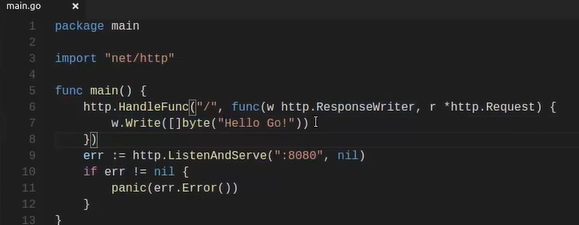 main.go ×
1 package main
2
3 import "net/http"
4
5 func main() {
6     http.HandleFunc("/", func(w http.ResponseWriter, r *http.Request) {
7         w.Write([]byte("Hello Go!"))
8     })
9     err := http.ListenAndServe(":8080", nil)
10     if err != nil {
11         panic(err.Error())
12     }
13 }